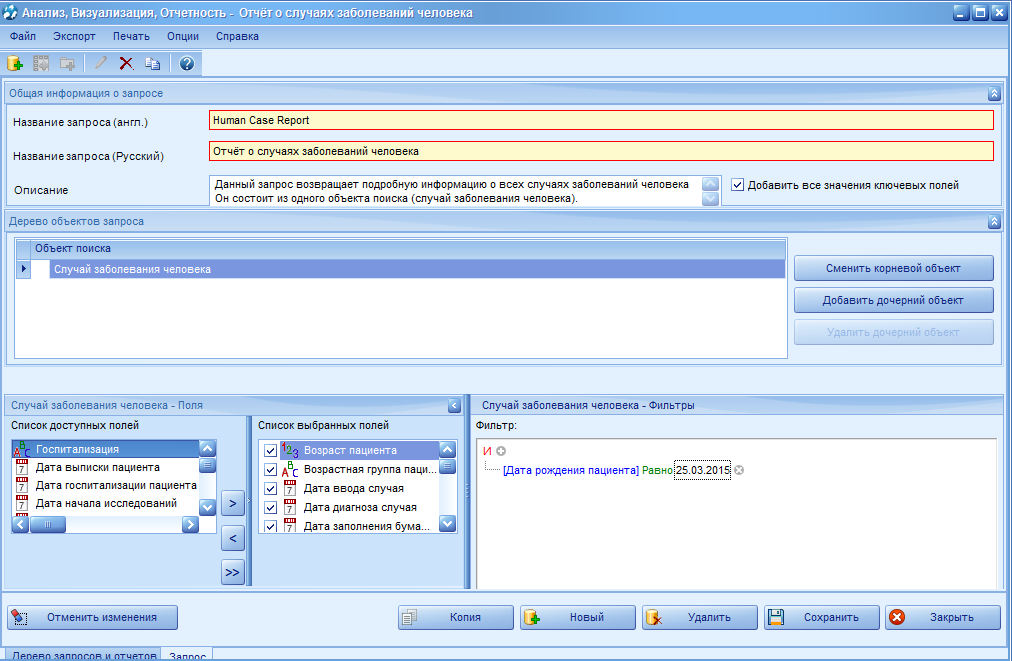 Анализ, Визуализация, Отчетность - Отчёт о случаях заболеваний человека
Файл Экспорт Печать Опции Справка
Общая информация о запросе
Название запроса (англ.)
Human Case Report
Название запроса (Русский)
Отчёт о случаях заболеваний человека
Описание
Данный запрос возвращает подробную информацию о всех случаях заболеваний человека
Он состоит из одного объекта поиска (случай заболевания человека).
Добавить все значения ключевых полей
Дерево объектов запроса
Объект поиска
Случай заболевания человека
Сменить корневой объект
Добавить дочерний объект
Удалить дочерний объект
Случай заболевания человека - Поля
Список доступных полей
Госпитализация
Дата выписки пациента
Дата госпитализации пациента
Дата начала исследований
>
<
>>
Список выбранных полей
Возраст пациента
Возрастная группа паци...
Дата ввода случая
Дата диагноза случая
Дата заполнения бума...
Случай заболевания человека - Фильтры
Фильтр:
И
[Дата рождения пациента] Равно 25.03.2015
Отменить изменения
Копия
Новый
Удалить
Сохранить
Закрыть
Дерево запросов и отчетов Запрос